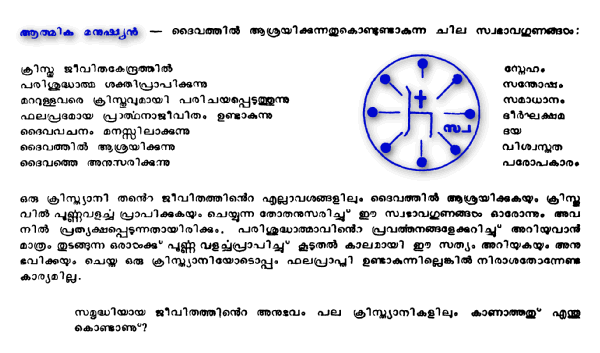 ആത്മിക മനുഷ്യൻ — ദൈവത്തിൽ ആശ്രയിക്കുന്നതുകൊണ്ടുണ്ടാകുന്ന ചില സ്വഭാവഗുണങ്ങൾ:
ക്രിസ്തു ജീവിതകേന്ദ്രത്തിൽ
പരിശുദ്ധാത്മ ശക്തിപ്രാപിക്കുന്നു
മററുള്ളവരെ ക്രിസ്തുവുമായി പരിചയപ്പെടുത്തുന്നു
ഫലപ്രദമായ പ്രാർത്ഥനാജീവിതം ഉണ്ടാകുന്നു
ദൈവവചനം മനസ്സിലാക്കുന്നു
ദൈവത്തിൽ ആശ്രയിക്കുന്നു
ദൈവത്തെ അനുസരിക്കുന്നു
സ്വ
സ്നേഹം
സന്തോഷം
സമാധാനം
ദീർഘക്ഷമ
ദയ
വിശ്വസ്തത
പരോപകാരം
ഒരു ക്രിസ്ത്യാനി തൻെറ ജീവിതത്തിൻെറ എല്ലാവശങ്ങളിലും ദൈവത്തിൽ ആശ്രയിക്കുകയും ക്രിസ്തു
വിൽ പൂർണ്ണവളർച്ച പ്രാപിക്കുകയും ചെയ്യുന്ന തോതനുസരിച്ച് ഈ സ്വഭാവഗുണങ്ങൾ ഓരോന്നും അവ
നിൽ പ്രത്യക്ഷപ്പെടുന്നതായിരിക്കും. പരിശുദ്ധാത്മാവിൻെറ പ്രവർത്തനങ്ങളേക്കുറിച്ച് അറിയുവാൻ
മാത്രം തുടങ്ങുന്ന ഒരാൾക്ക് പൂർണ്ണ വളർച്ചപ്രാപിച്ച് കൂടുതൽ കാലമായി ഈ സത്യം അറിയുകയും അനു
ഭവിക്കയും ചെയ്ത ഒരു ക്രിസ്ത്യാനിയോടൊപ്പം ഫലപ്രാപ്തി ഉണ്ടാകുന്നില്ലെങ്കിൽ നിരാശതോന്നേണ്ട
കാര്യമില്ല.
സമൃദ്ധിയായ ജീവിതത്തിൻെറ അനുഭവം പല ക്രിസ്ത്യാനികളിലും കാണാത്തതു് എന്തു
കൊണ്ടാണു്?